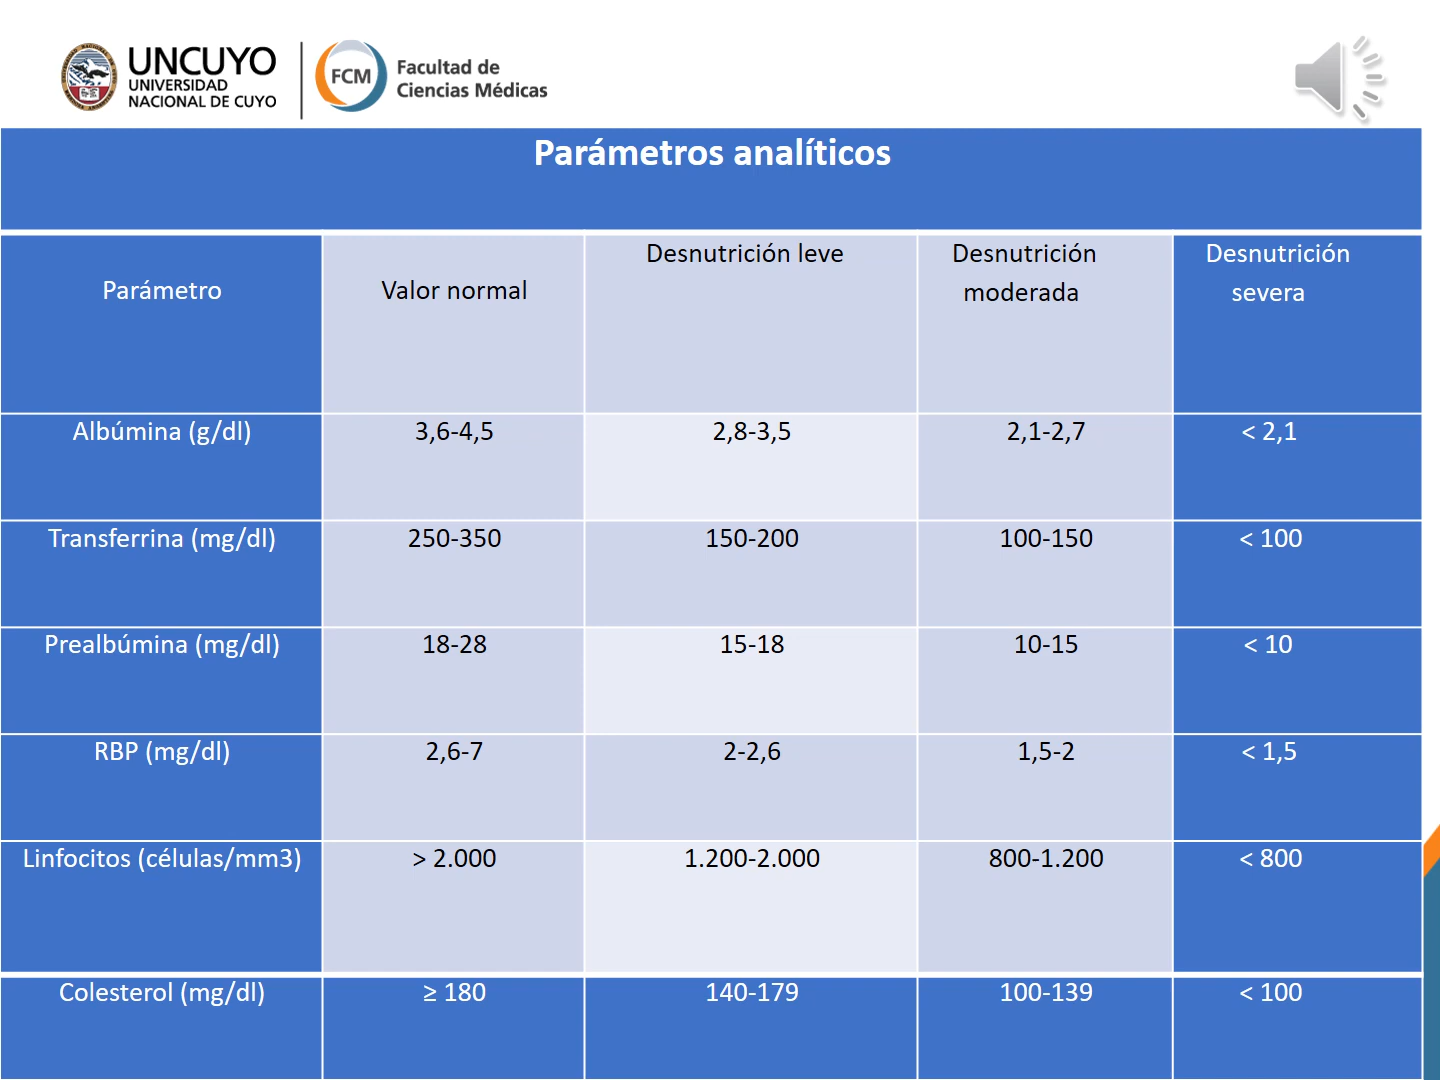 UNCUYO
UNIVERSIDAD
NACIONAL DE CUYO
FCM
Facultad de
Ciencias Médicas
Parámetros analíticos
Parámetro
Valor normal
Desnutrición leve
Desnutrición
moderada
Desnutrición
severa
Albúmina (g/dl) 3,6-4,5 2,8-3,5 2,1-2,7 < 2,1
Transferrina (mg/dl) 250-350 150-200 100-150 < 100
Prealbúmina (mg/dl) 18-28 15-18 10-15 < 10
RBP (mg/dl) 2,6-7 2-2,6 1,5-2 < 1,5
Linfocitos (células/mm3) > 2.000 1.200-2.000 800-1.200 < 800
Colesterol (mg/dl) ≥ 180 140-179 100-139 < 100